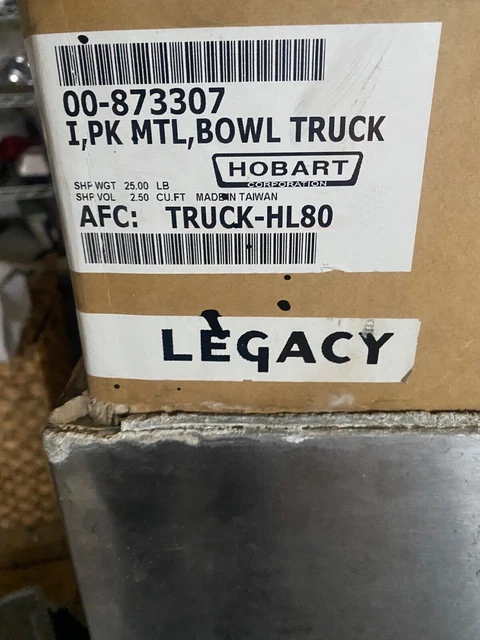 00-873307
I,PK MTL,BOWL TRUCK
HOBART
CORPORATION
SHP WGT 25.00 LB
SHP VOL 2.50 CU.FT MADE IN TAIWAN
AFC: TRUCK-HL80
LEGACY